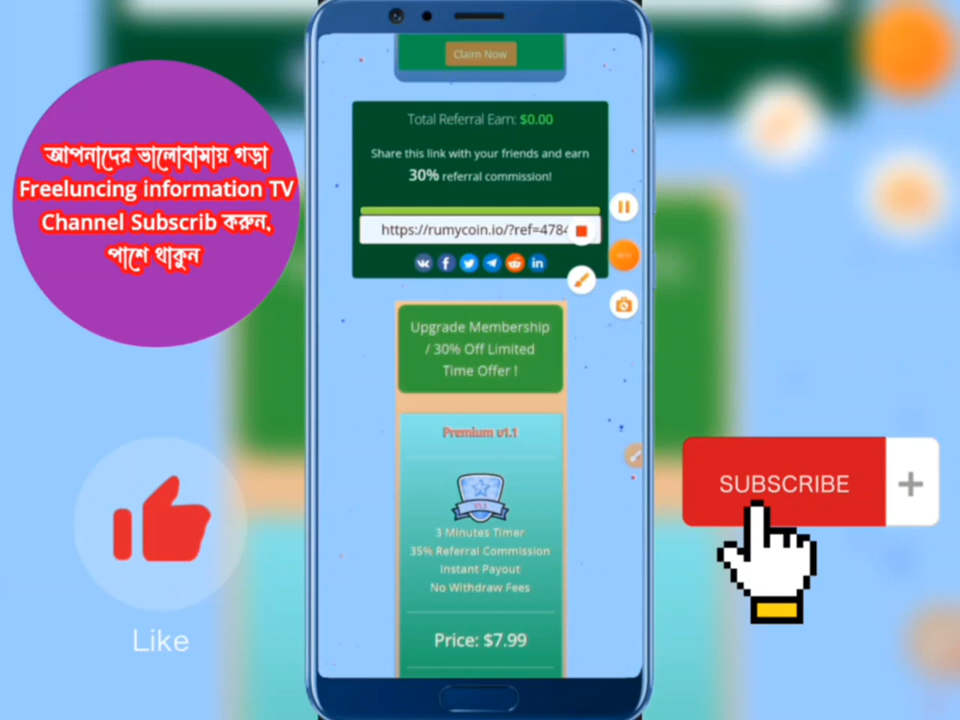 আপনাদের ভালোবাসায় গড়া
Freeluncing information TV
Channel Subscrib করুন,
পাশে থাকুন
Like
Claim Now
Total Referral Earn: $0.00
Share this link with your friends and earn
30% referral commission!
https://rumycoin.io/?ref=4784
Upgrade Membership
/ 30% Off Limited
Time Offer !
Premium v1.1
3 Minutes Timer
35% Referral Commission
Instant Payout
No Withdraw Fees
Price: $7.99
SUBSCRIBE